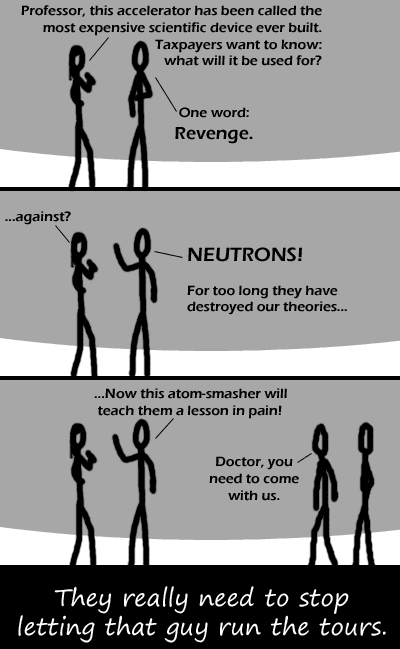 Professor, this accelerator has been called the
most expensive scientific device ever built.
Taxpayers want to know:
what will it be used for?
One word:
Revenge.
...against?
NEUTRONS!
For too long they have
destroyed our theories...
...Now this atom-smasher will
teach them a lesson in pain!
Doctor, you
need to come
with us.
They really need to stop
letting that guy run the tours.